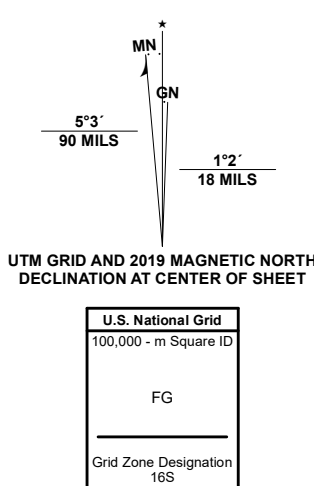 ★
MN
GN
5°3´
90 MILS
1°2´
18 MILS
UTM GRID AND 2019 MAGNETIC NORTH
DECLINATION AT CENTER OF SHEET
U.S. National Grid
100,000 - m Square ID
FG
Grid Zone Designation
16S